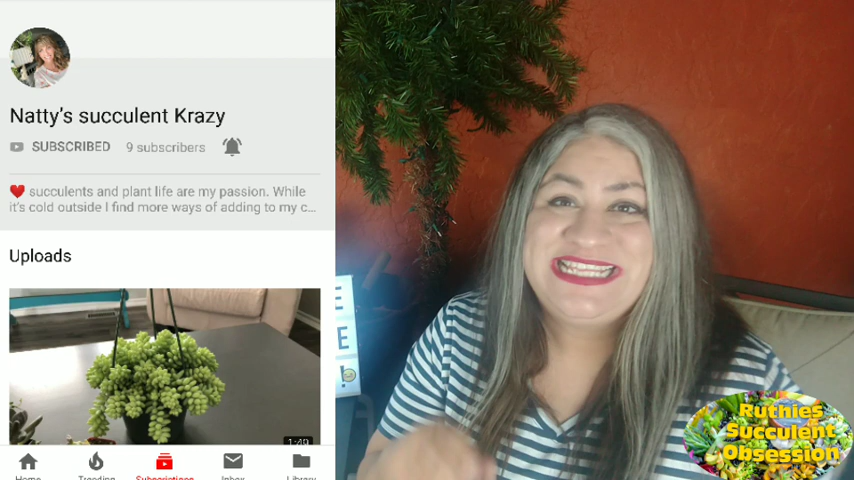 Natty's succulent Krazy
SUBSCRIBED 9 subscribers
❤️ succulents and plant life are my passion. While
it's cold outside I find more ways of adding to my c...
Uploads
1:49
Home Trending Subscriptions Inbox Library
E
E
!
Ruthies
Succulent
Obsession